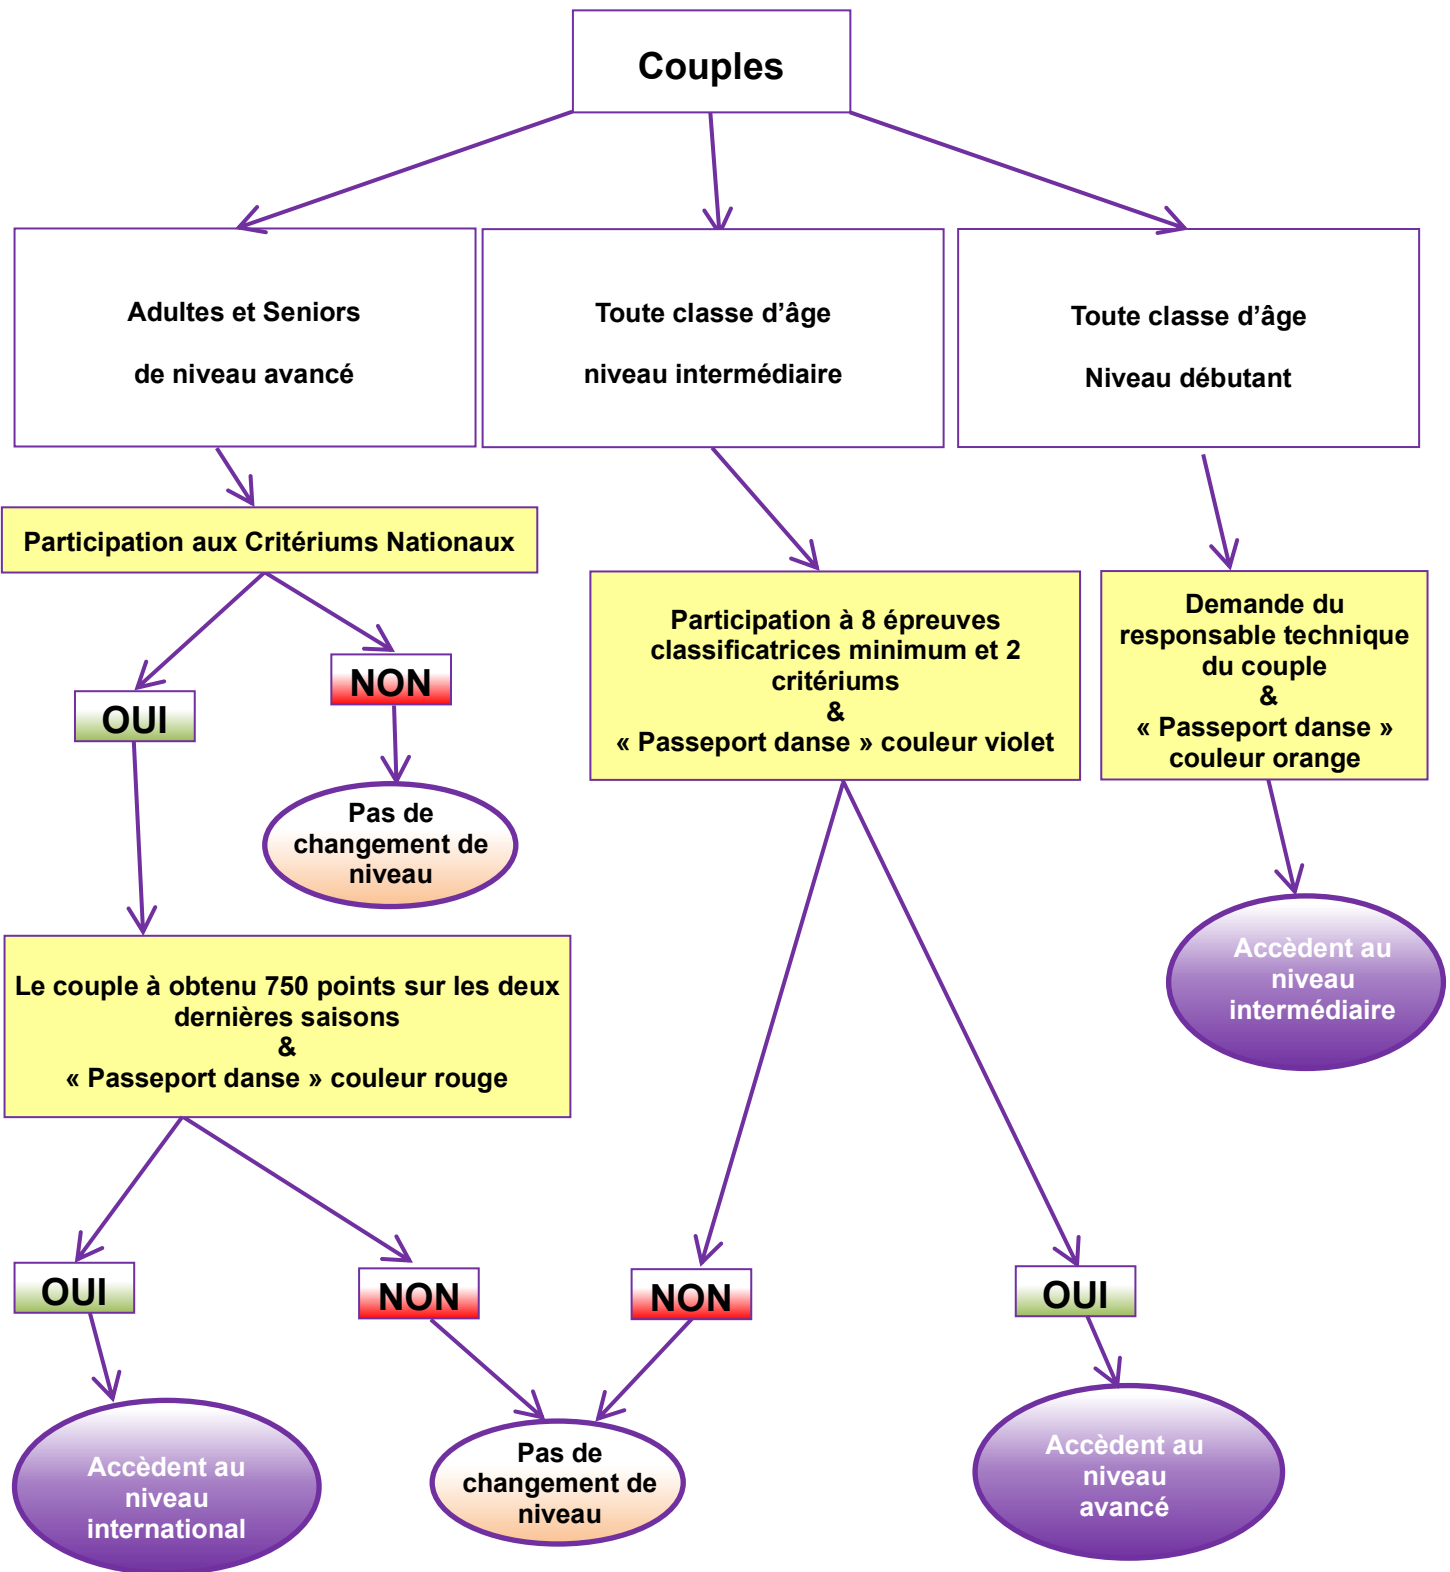 Couples
Adultes et Seniors
de niveau avancé
Toute classe d’âge
niveau intermédiaire
Toute classe d’âge
Niveau débutant
Participation aux Critériums Nationaux
OUI
NON
Pas de
changement de
niveau
Participation à 8 épreuves
classificatrices minimum et 2
critériums
&
« Passeport danse » couleur violet
Demande du
responsable technique
du couple
&
« Passeport danse »
couleur orange
Accèdent au
niveau
intermédiaire
Le couple à obtenu 750 points sur les deux
dernières saisons
&
« Passeport danse » couleur rouge
OUI
NON
NON
OUI
Accèdent au
niveau
international
Pas de
changement de
niveau
Accèdent au
niveau
avancé